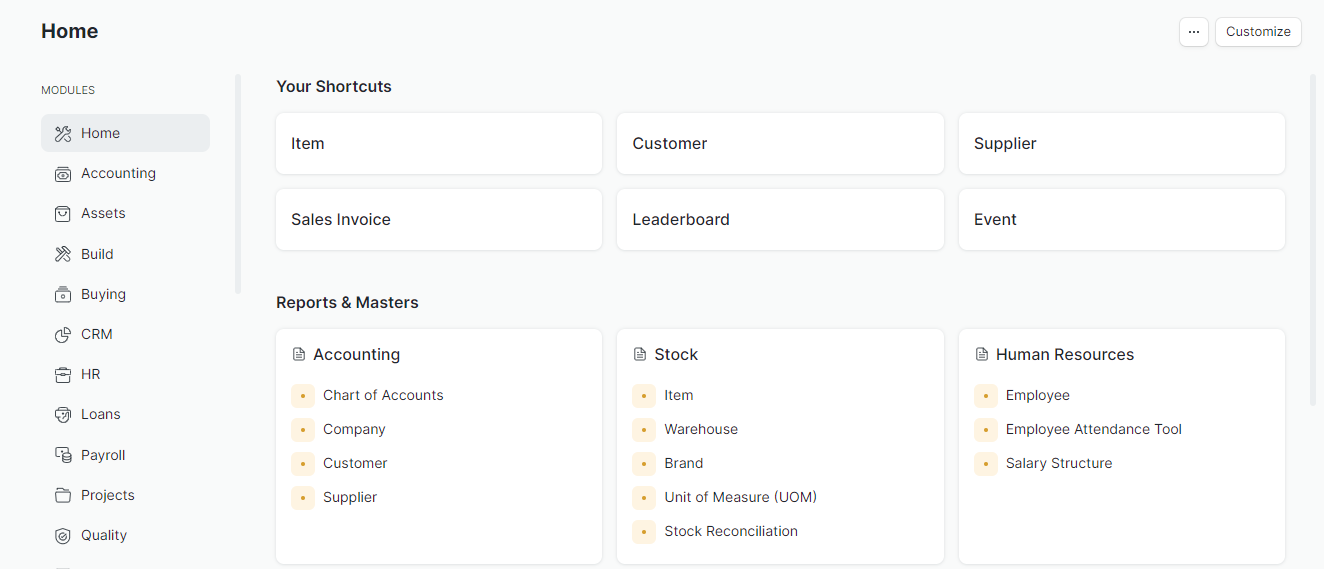 Home
...
Customize
MODULES
Home
Accounting
Assets
Build
Buying
CRM
HR
Loans
Payroll
Projects
Quality
Your Shortcuts
Item
Customer
Supplier
Sales Invoice
Leaderboard
Event
Reports & Masters
Accounting
Chart of Accounts
Company
Customer
Supplier
Stock
Item
Warehouse
Brand
Unit of Measure (UOM)
Stock Reconciliation
Human Resources
Employee
Employee Attendance Tool
Salary Structure